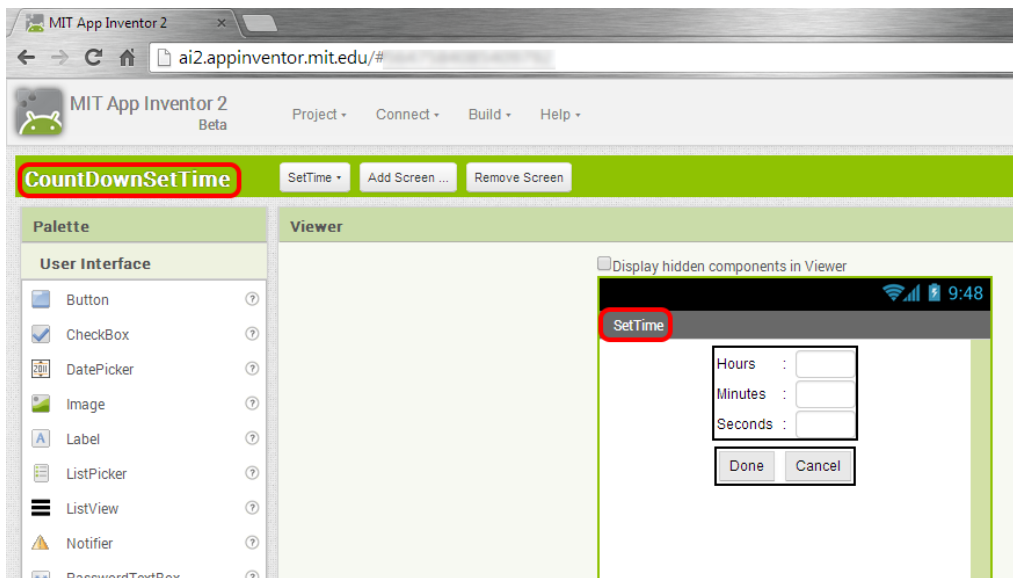 MIT App Inventor 2
ai2.appinventor.mit.edu/#
MIT App Inventor 2
Beta
Project
Connect
Build
Help
CountDownSetTime
SetTime
Add Screen ...
Remove Screen
Palette
Viewer
User Interface
Display hidden components in Viewer
Button
9:48
CheckBox
SetTime
DatePicker
Hours :
Image
Minutes :
Label
Seconds :
ListPicker
Done
Cancel
ListView
Notifier
PasswordTextBox